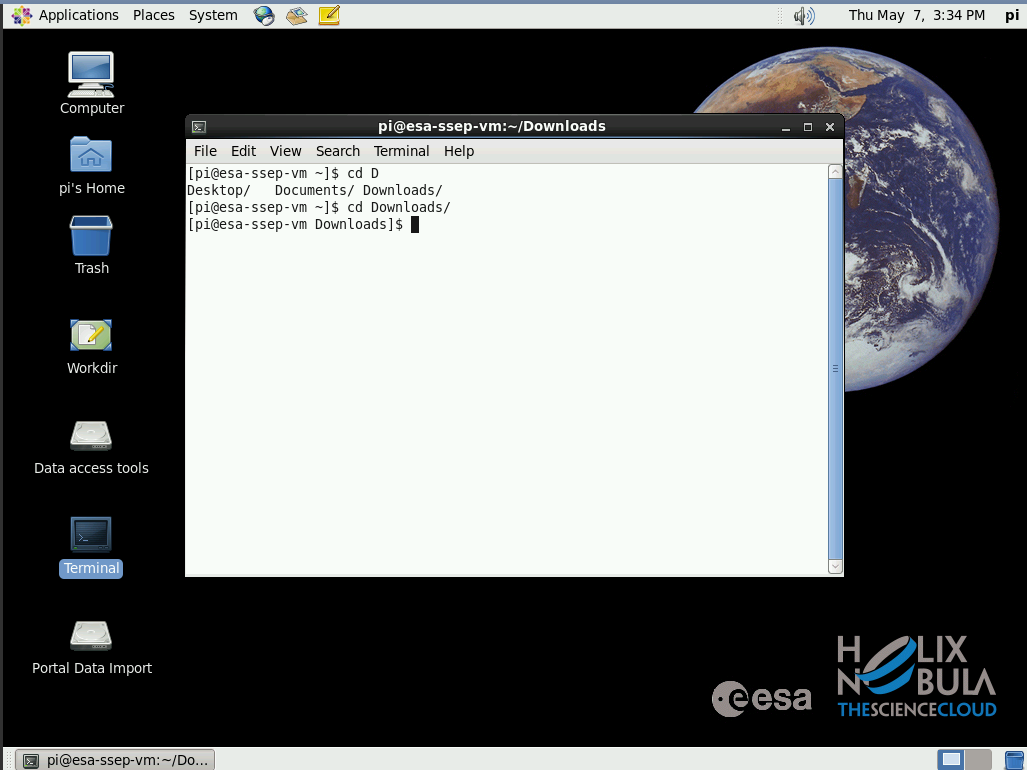 Applications Places System Thu May 7, 3:34 PM pi
Computer
pi's Home
Trash
Workdir
Data access tools
Terminal
Portal Data Import
pi@esa-ssep-vm:~/Downloads
File Edit View Search Terminal Help
[pi@esa-ssep-vm ~]$ cd D
Desktop/ Documents/ Downloads/
[pi@esa-ssep-vm ~]$ cd Downloads/
[pi@esa-ssep-vm Downloads]$
esa
HELIX
NEBULA
THESCIENCECLOUD
pi@esa-ssep-vm:~/Do...